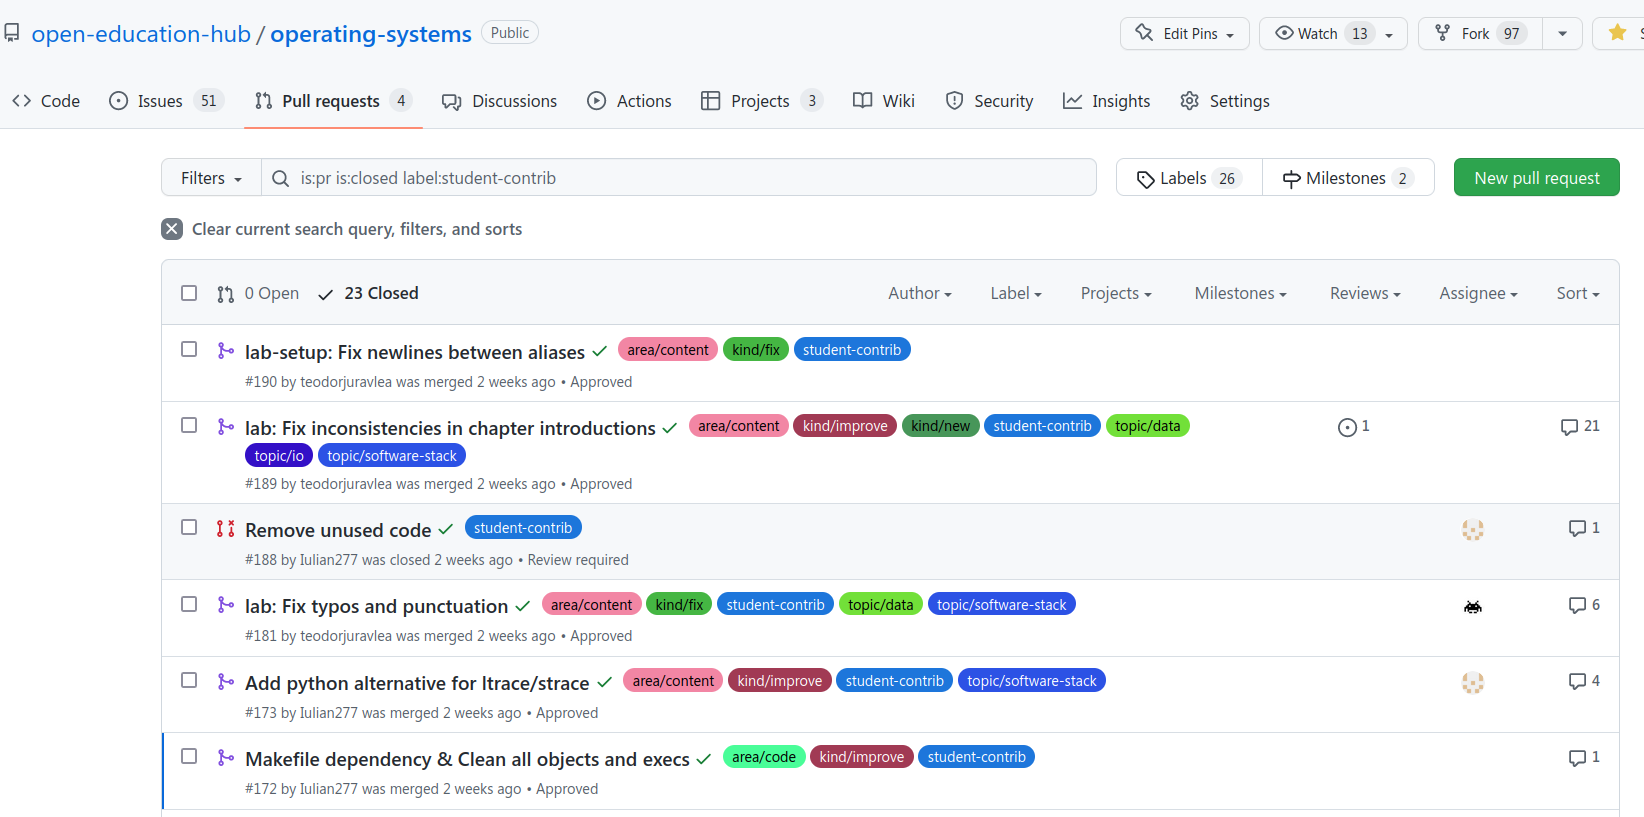 open-education-hub / operating-systems Public Edit Pins Watch 13 Fork 97
Code Issues 51 Pull requests 4 Discussions Actions Projects 3 Wiki Security Insights Settings
Filters is:pr is:closed label:student-contrib Labels 26 Milestones 2 New pull request
Clear current search query, filters, and sorts
0 Open 23 Closed Author Label Projects Milestones Reviews Assignee Sort
lab-setup: Fix newlines between aliases area/content kind/fix student-contrib
#190 by teodorjuravlea was merged 2 weeks ago • Approved
lab: Fix inconsistencies in chapter introductions area/content kind/improve kind/new student-contrib topic/data 1 21
topic/io topic/software-stack
#189 by teodorjuravlea was merged 2 weeks ago • Approved
Remove unused code student-contrib 1
#188 by Iulian277 was closed 2 weeks ago • Review required
lab: Fix typos and punctuation area/content kind/fix student-contrib topic/data topic/software-stack 6
#181 by teodorjuravlea was merged 2 weeks ago • Approved
Add python alternative for ltrace/strace area/content kind/improve student-contrib topic/software-stack 4
#173 by Iulian277 was merged 2 weeks ago • Approved
Makefile dependency & Clean all objects and execs area/code kind/improve student-contrib 1
#172 by Iulian277 was merged 2 weeks ago • Approved